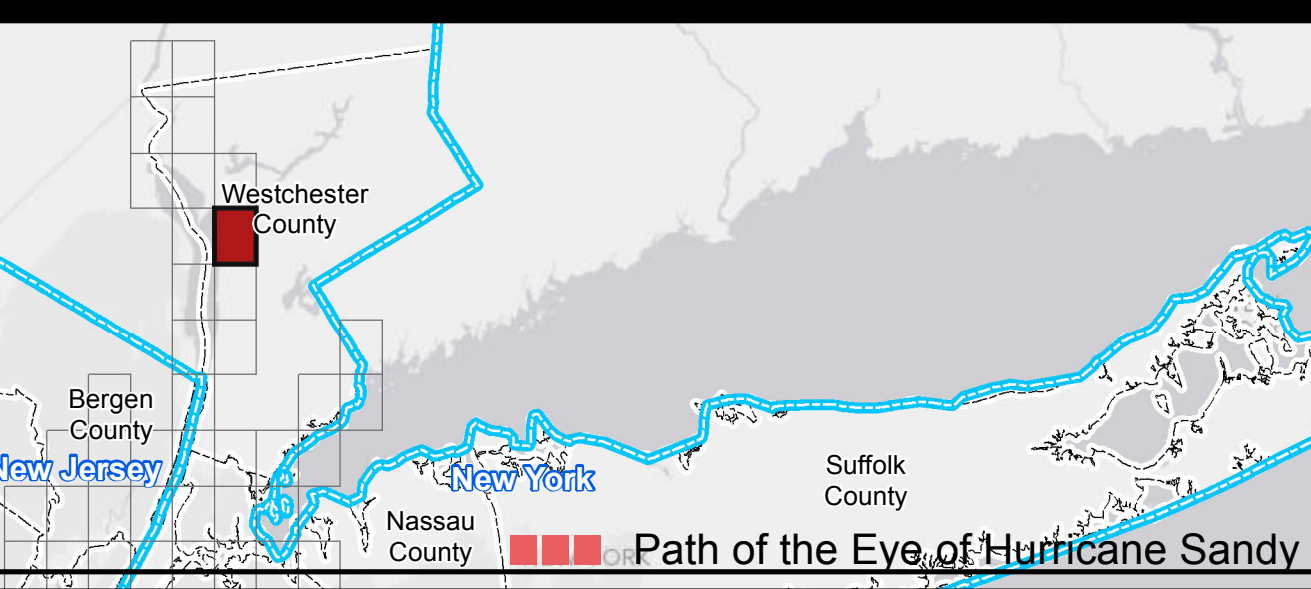 Westchester
County
Bergen
County
New Jersey
New York
Suffolk
County
Nassau
County
Path of the Eye of Hurricane Sandy